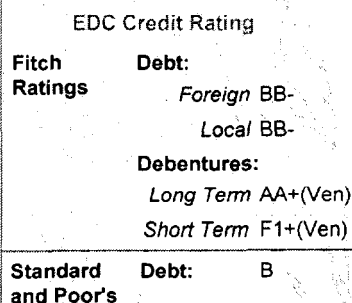 EDC Credit Rating
Fitch Debt:
Ratings Foreign BB-
Local BB-
Debentures:
Long Term AA+(Ven)
Short Term F1+(Ven)
Standard Debt: B
and Poor's